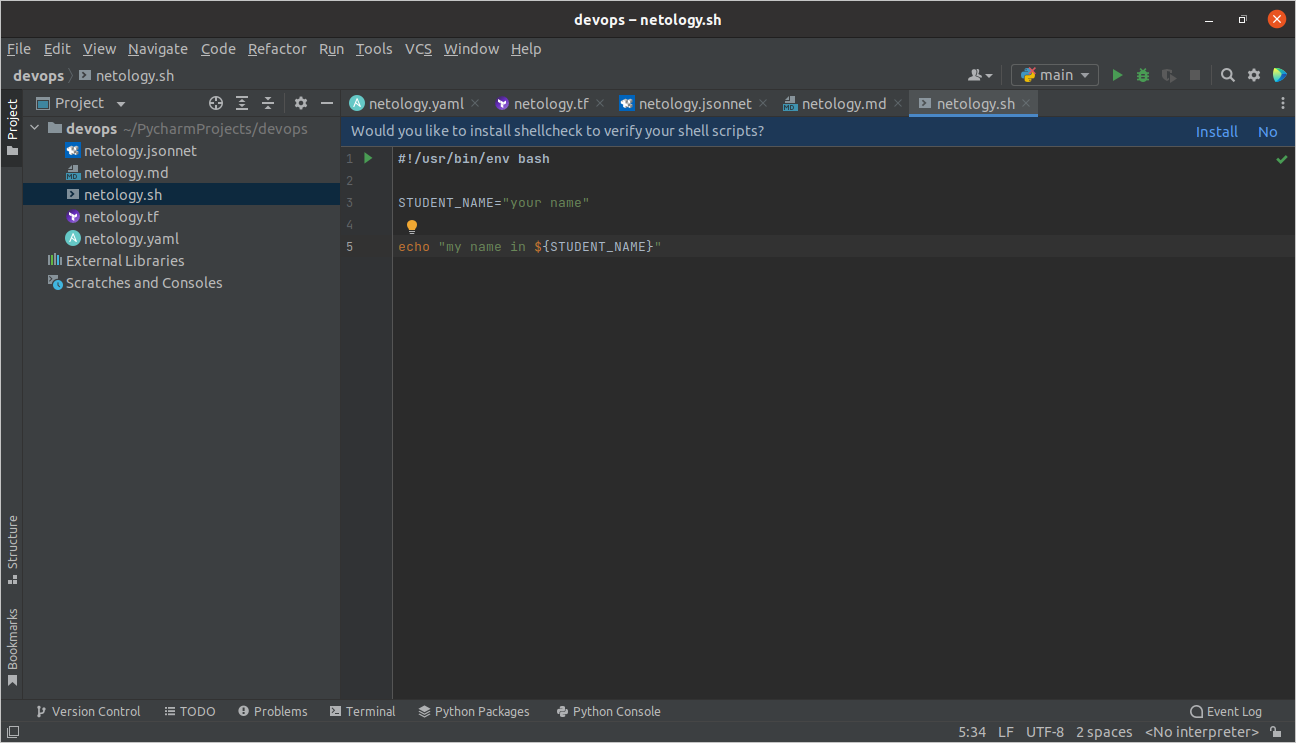 devops – netology.sh
File Edit View Navigate Code Refactor Run Tools VCS Window Help
devops netology.sh main
Project
Project
netology.yaml netology.tf netology.jsonnet netology.md netology.sh
devops ~/PycharmProjects/devops
netology.jsonnet
netology.md
netology.sh
netology.tf
netology.yaml
External Libraries
Scratches and Consoles
Would you like to install shellcheck to verify your shell scripts? Install No
1 #!/usr/bin/env bash
2
3 STUDENT_NAME="your name"
4
5 echo "my name in ${STUDENT_NAME}"
Structure
Bookmarks
Version Control TODO Problems Terminal Python Packages Python Console Event Log
5:34 LF UTF-8 2 spaces <No interpreter>